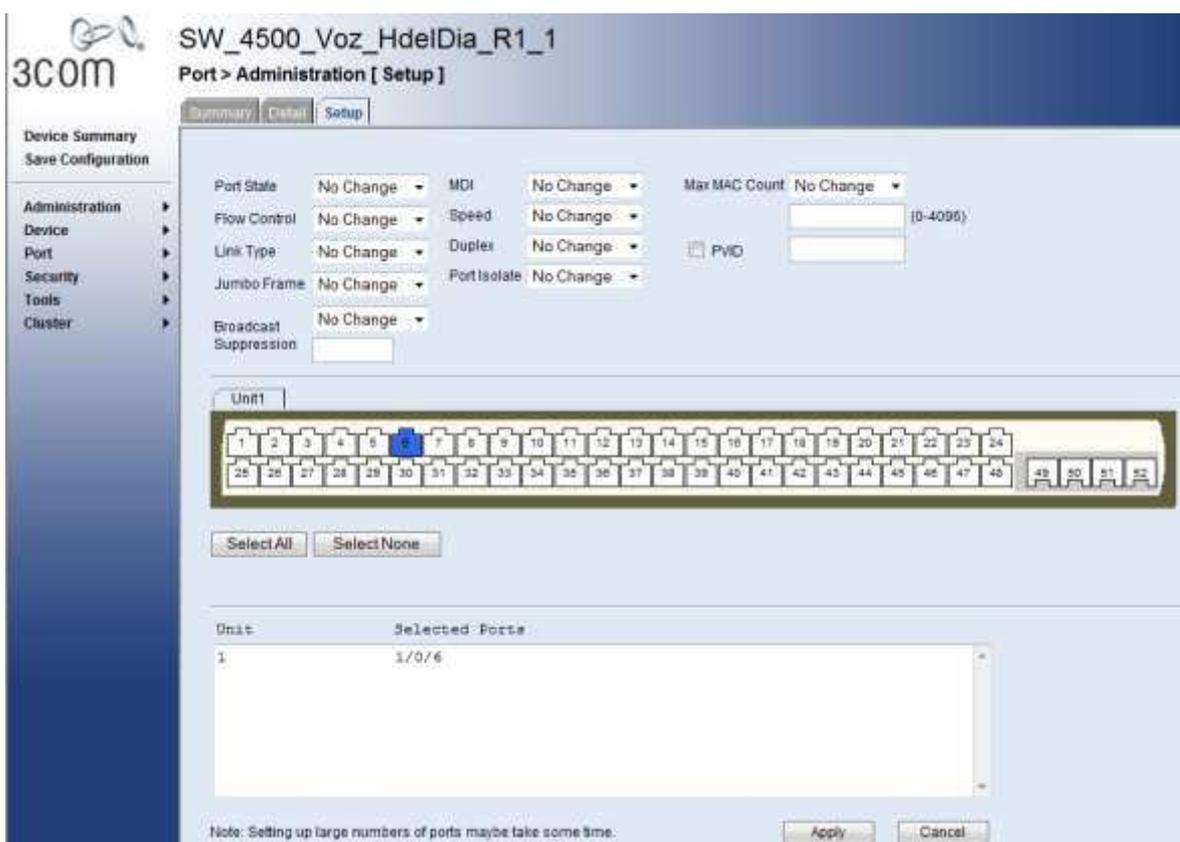 3com
SW_4500_Voz_HdelDia_R1_1
Port > Administration [ Setup ]
Summary Detail Setup
Device Summary
Save Configuration
Administration
Device
Port
Security
Tools
Cluster
Port State No Change MDI No Change Max MAC Count No Change
Flow Control No Change Speed No Change (0-4096)
Link Type No Change Duplex No Change PVID
Jumbo Frame No Change Port Isolate No Change
Broadcast Suppression No Change
Unit1
1 2 3 4 5 6 7 8 9 10 11 12 13 14 15 16 17 18 19 20 21 22 23 24
25 26 27 28 29 30 31 32 33 34 35 36 37 38 39 40 41 42 43 44 45 46 47 48 49 50 51 52
Select All Select None
Unit Selected Ports
1 1/0/6
Note: Setting up large numbers of ports maybe take some time. Apply Cancel